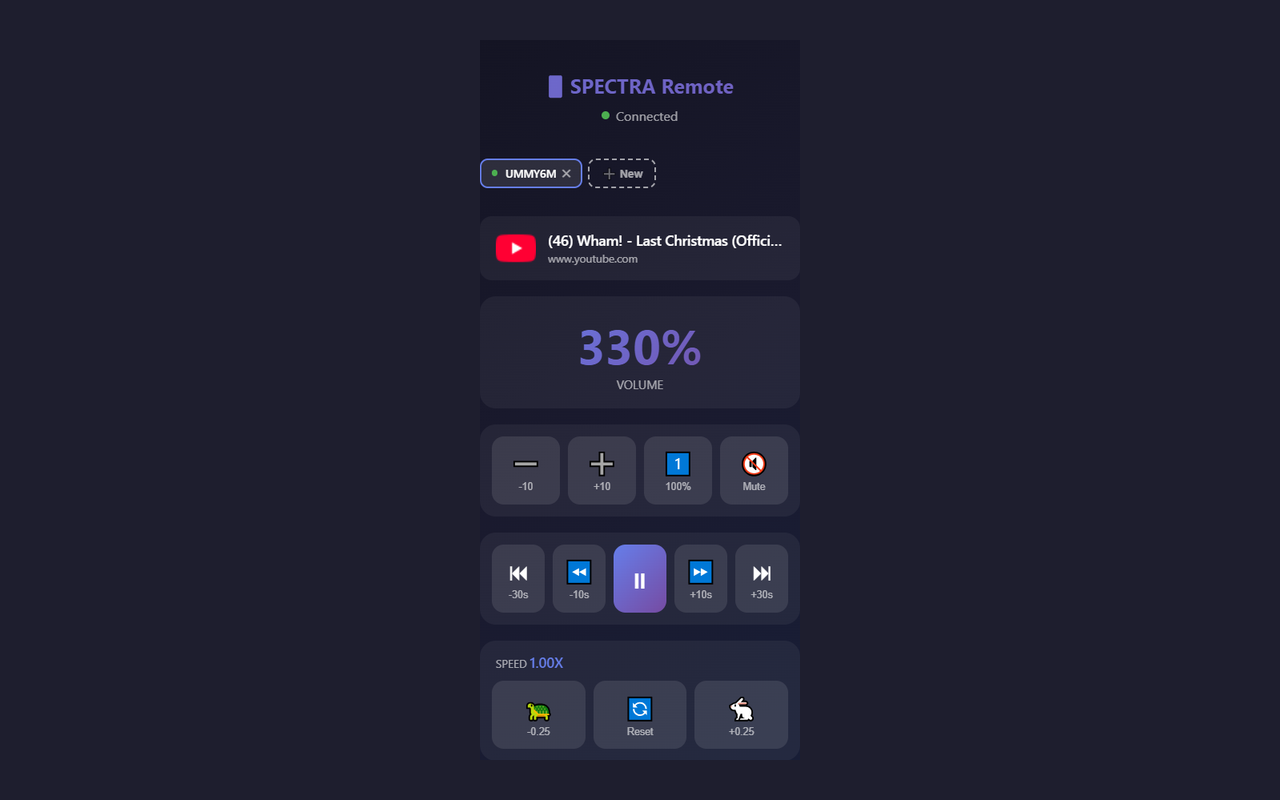 SPECTRA Remote
Connected
UMMY6M ✕ + New
(46) Wham! - Last Christmas (Offici...
www.youtube.com
330%
VOLUME
-10 +10 1 100% Mute
-30s -10s +10s +30s
SPEED 1.00X
-0.25 Reset +0.25